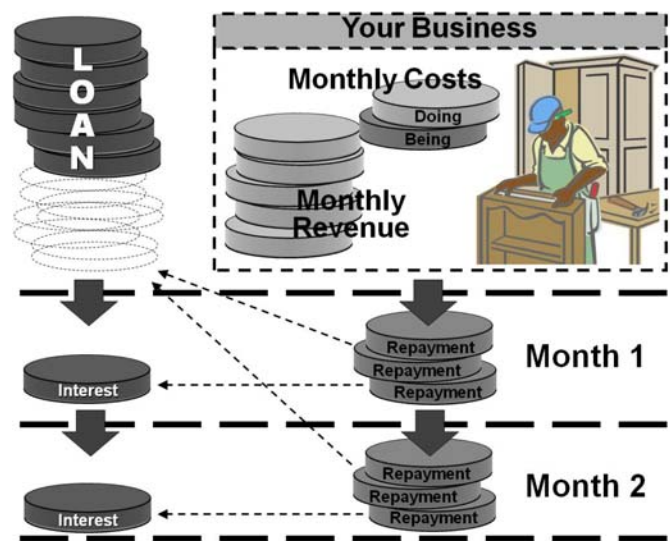 Your Business
L
O
A
N
Monthly Costs
Doing
Being
Monthly
Revenue
Repayment
Repayment
Repayment
Month 1
Interest
Repayment
Repayment
Repayment
Month 2
Interest